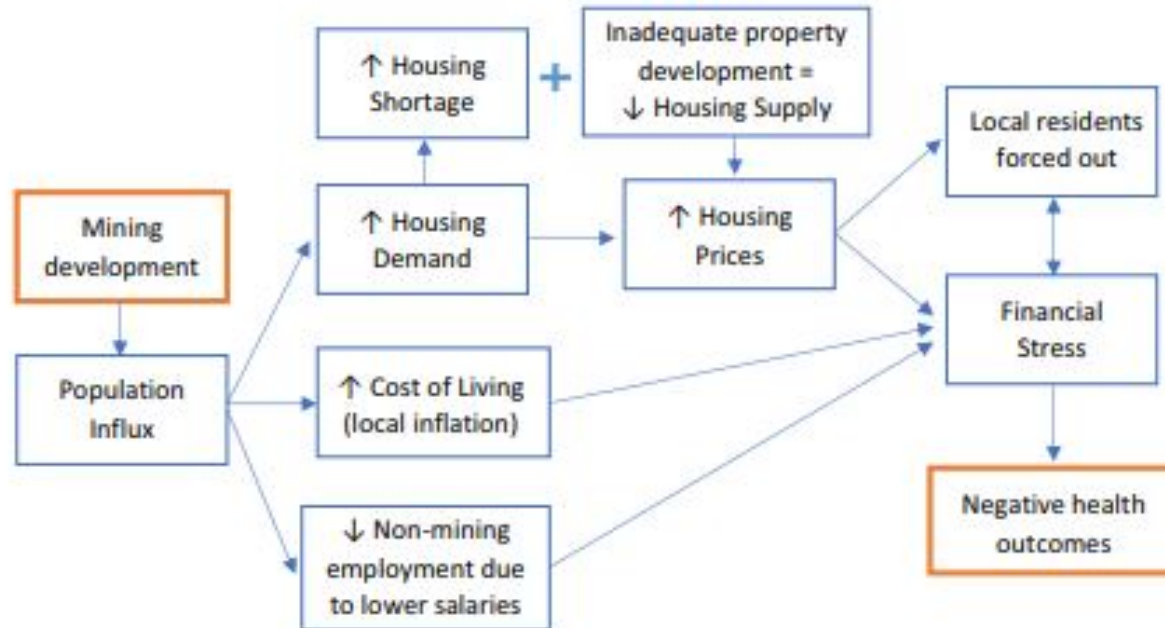 ↑ Housing
Shortage
+
Inadequate property
development =
↓ Housing Supply
Local residents
forced out
Mining
development
↑ Housing
Demand
↑ Housing
Prices
Population
Influx
↑ Cost of Living
(local inflation)
Financial
Stress
↓ Non-mining
employment due
to lower salaries
Negative health
outcomes